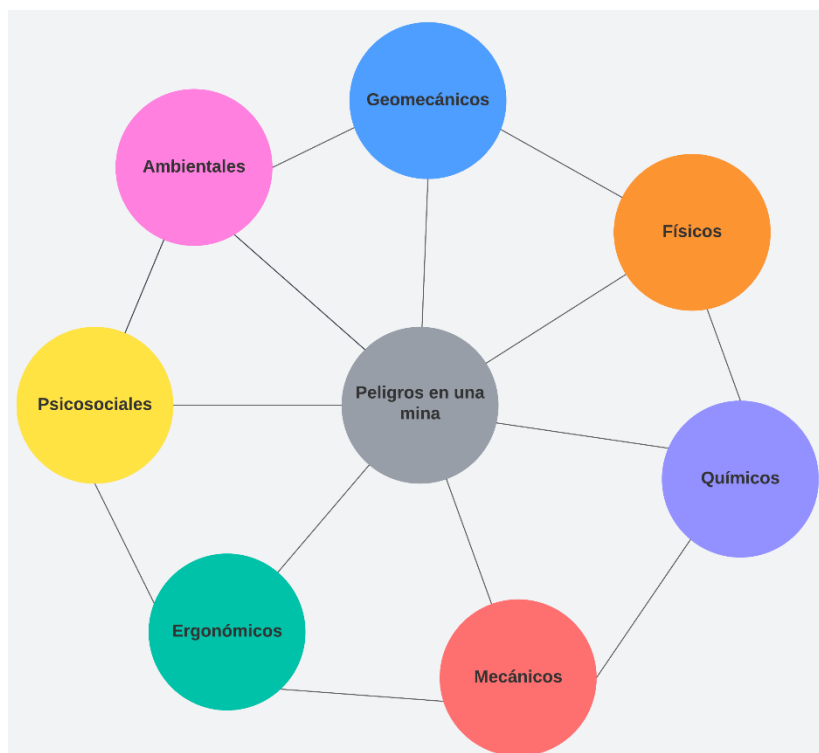 Geomecánicos
Ambientales
Físicos
Peligros en una
mina
Psicosociales
Químicos
Ergonómicos
Mecánicos